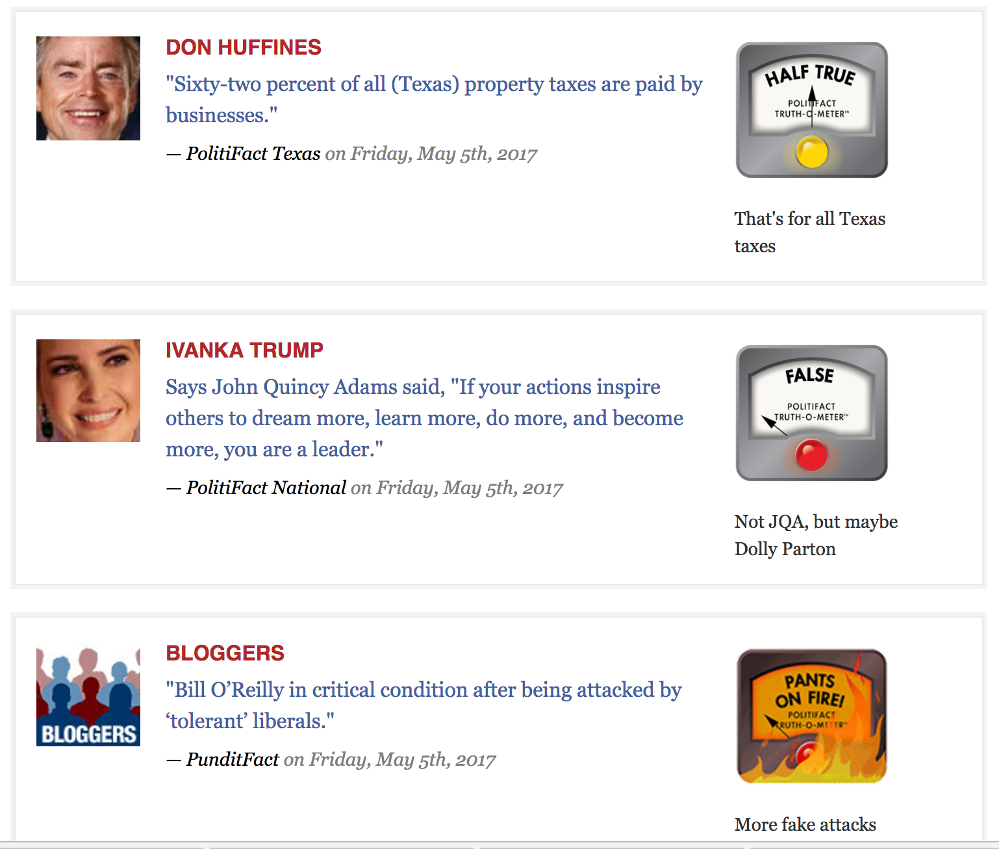 DON HUFFINES
"Sixty-two percent of all (Texas) property taxes are paid by
businesses."
— PolitiFact Texas on Friday, May 5th, 2017
HALF TRUE
POLITIFACT
TRUTH-O-METER™
That's for all Texas
taxes
IVANKA TRUMP
Says John Quincy Adams said, "If your actions inspire
others to dream more, learn more, do more, and become
more, you are a leader."
— PolitiFact National on Friday, May 5th, 2017
FALSE
POLITIFACT
TRUTH-O-METER™
Not JQA, but maybe
Dolly Parton
BLOGGERS
BLOGGERS
"Bill O’Reilly in critical condition after being attacked by
‘tolerant’ liberals."
— PunditFact on Friday, May 5th, 2017
PANTS
ON FIRE!
POLITIFACT
TRUTH-O-METER™
More fake attacks